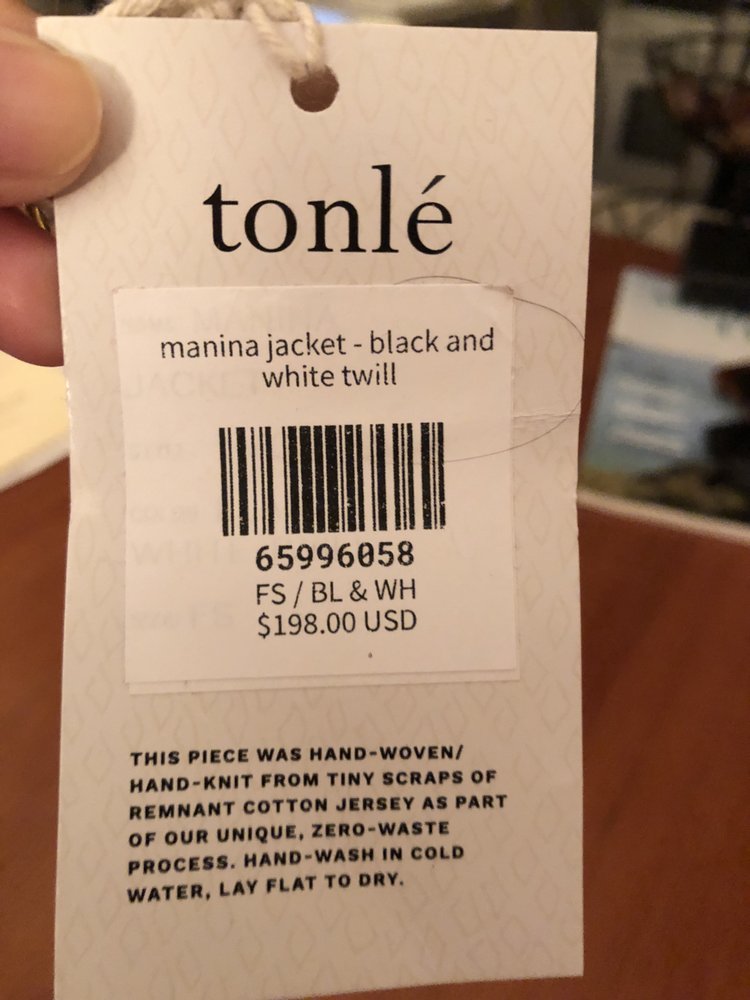 tonlé
manina jacket - black and
white twill
65996058
FS / BL & WH
$198.00 USD
THIS PIECE WAS HAND-WOVEN/
HAND-KNIT FROM TINY SCRAPS OF
REMNANT COTTON JERSEY AS PART
OF OUR UNIQUE, ZERO-WASTE
PROCESS. HAND-WASH IN COLD
WATER, LAY FLAT TO DRY.